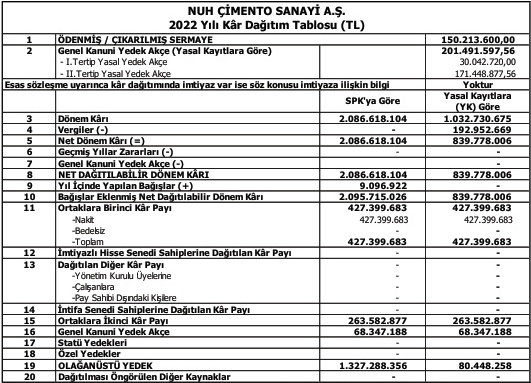 NUH ÇİMENTO SANAYİ A.Ş.
2022 Yılı Kâr Dağıtım Tablosu (TL)
1 ÖDENMİŞ / ÇIKARILMIŞ SERMAYE 150.213.600,00
2 Genel Kanuni Yedek Akçe (Yasal Kayıtlara Göre) 201.491.597,56
- I.Tertip Yasal Yedek Akçe 30.042.720,00
- II.Tertip Yasal Yedek Akçe 171.448.877,56
Esas sözleşme uyarınca kâr dağıtımında imtiyaz var ise söz konusu imtiyaza ilişkin bilgi Yoktur
SPK'ya Göre Yasal Kayıtlara
(YK) Göre
3 Dönem Kârı 2.086.618.104 1.032.730.675
4 Vergiler (-) - 192.952.669
5 Net Dönem Kârı (=) 2.086.618.104 839.778.006
6 Geçmiş Yıllar Zararları (-) - -
7 Genel Kanuni Yedek Akçe (-) - -
8 NET DAĞITILABİLİR DÖNEM KÂRI 2.086.618.104 839.778.006
9 Yıl İçinde Yapılan Bağışlar (+) 9.096.922 -
10 Bağışlar Eklenmiş Net Dağıtılabilir Dönem Kârı 2.095.715.026 839.778.006
11 Ortaklara Birinci Kâr Payı 427.399.683 427.399.683
-Nakit 427.399.683 427.399.683
-Bedelsiz - -
-Toplam 427.399.683 427.399.683
12 İmtiyazlı Hisse Senedi Sahiplerine Dağıtılan Kâr Payı - -
13 Dağıtılan Diğer Kâr Payı - -
-Yönetim Kurulu Üyelerine - -
-Çalışanlara - -
-Pay Sahibi Dışındaki Kişilere - -
14 İntifa Senedi Sahiplerine Dağıtılan Kâr Payı - -
15 Ortaklara İkinci Kâr Payı 263.582.877 263.582.877
16 Genel Kanuni Yedek Akçe 68.347.188 68.347.188
17 Statü Yedekleri - -
18 Özel Yedekler - -
19 OLAĞANÜSTÜ YEDEK 1.327.288.356 80.448.258
20 Dağıtılması Öngörülen Diğer Kaynaklar - -